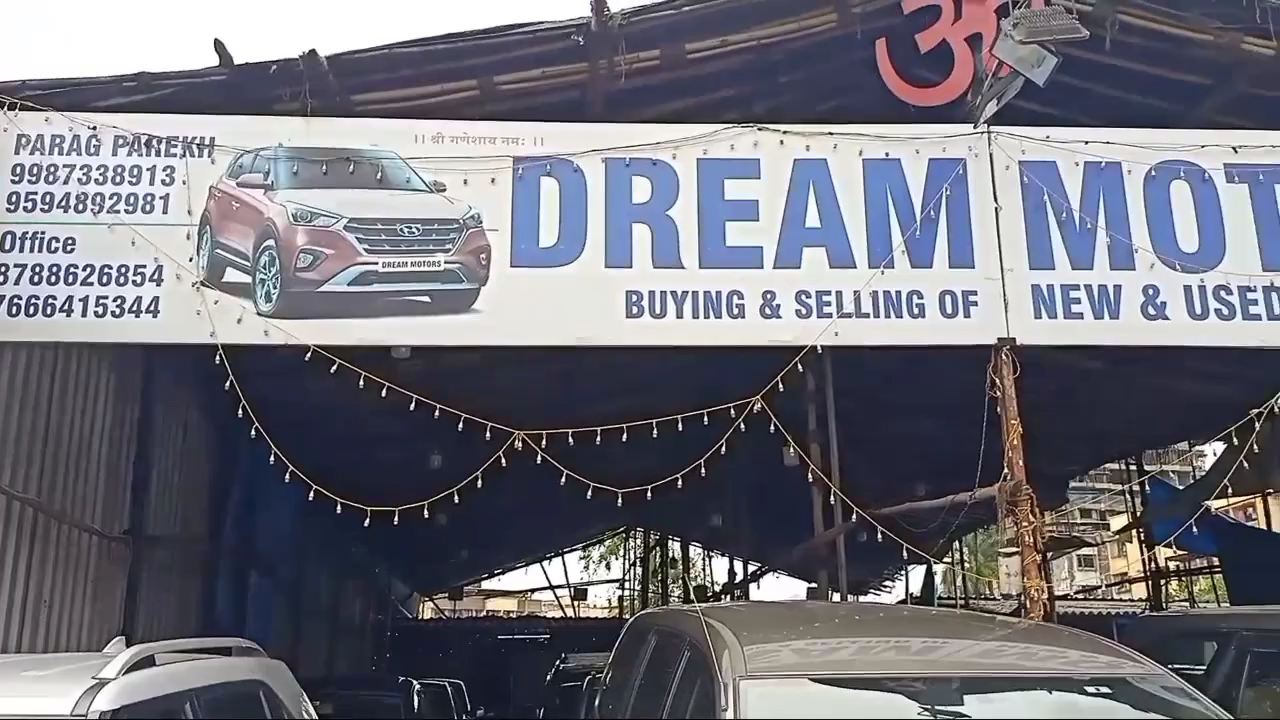 ॐ
PARAG PAREKH
9987338913
9594892981
Office
8788626854
7666415344
।। श्री गणेशाय नमः ।।
DREAM MOTORS
DREAM MOT
BUYING & SELLING OF NEW & USED